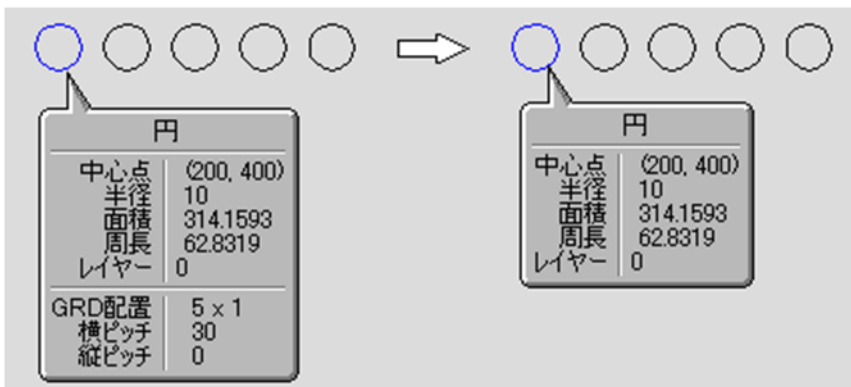 円
中心点 (200, 400)
半径 10
面積 314.1593
周長 62.8319
レイヤー 0
GRD配置 5 x 1
横ピッチ 30
縦ピッチ 0
円
中心点 (200, 400)
半径 10
面積 314.1593
周長 62.8319
レイヤー 0